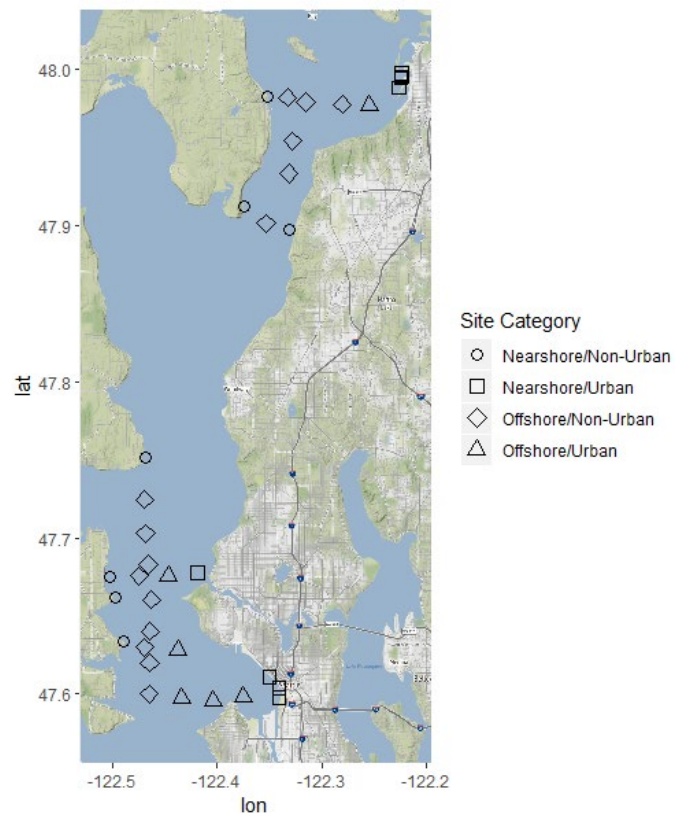 48.0
47.9
47.8
47.7
47.6
lat
-122.5
-122.4
-122.3
-122.2
lon
Site Category
Nearshore/Non-Urban
Nearshore/Urban
Offshore/Non-Urban
Offshore/Urban